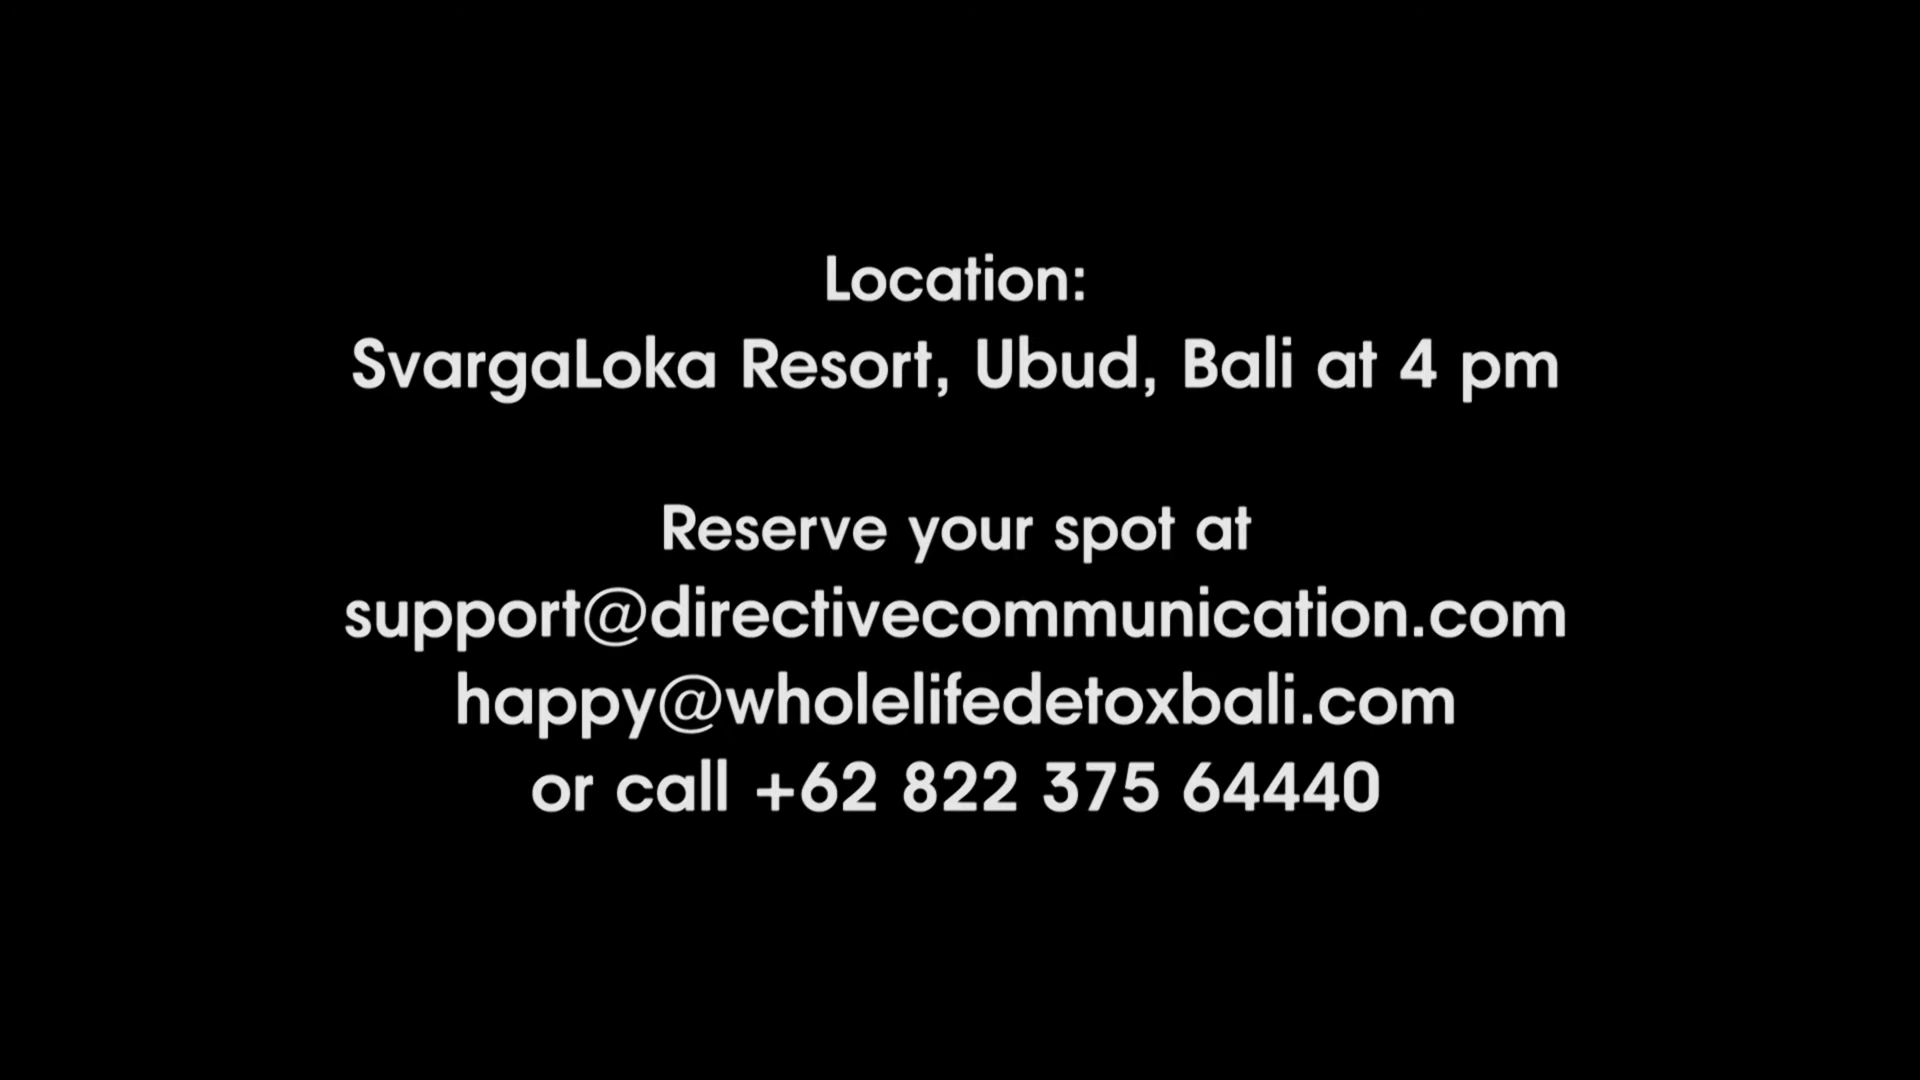 Location:
SvargaLoka Resort, Ubud, Bali at 4 pm
Reserve your spot at
support@directivecommunication.com
happy@wholelifedetoxbali.com
or call +62 822 375 64440